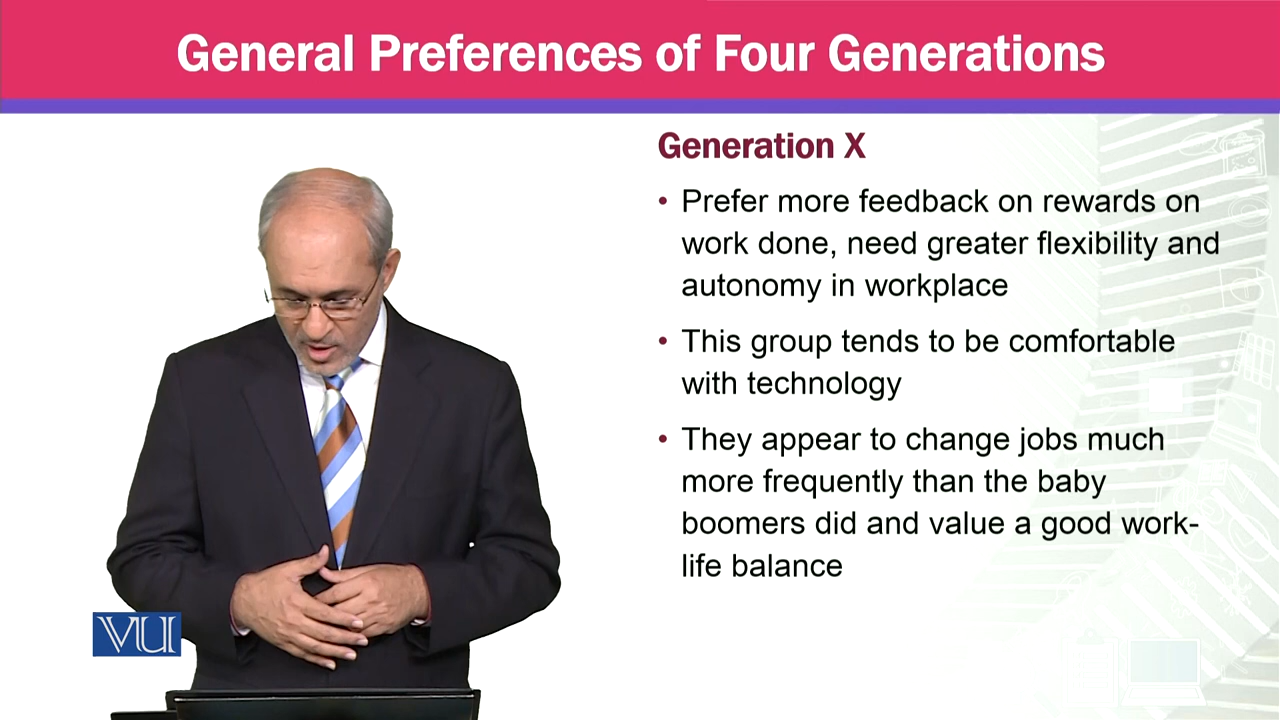 General Preferences of Four Generations
Generation X
• Prefer more feedback on rewards on
work done, need greater flexibility and
autonomy in workplace
• This group tends to be comfortable
with technology
• They appear to change jobs much
more frequently than the baby
boomers did and value a good work-
life balance
VU